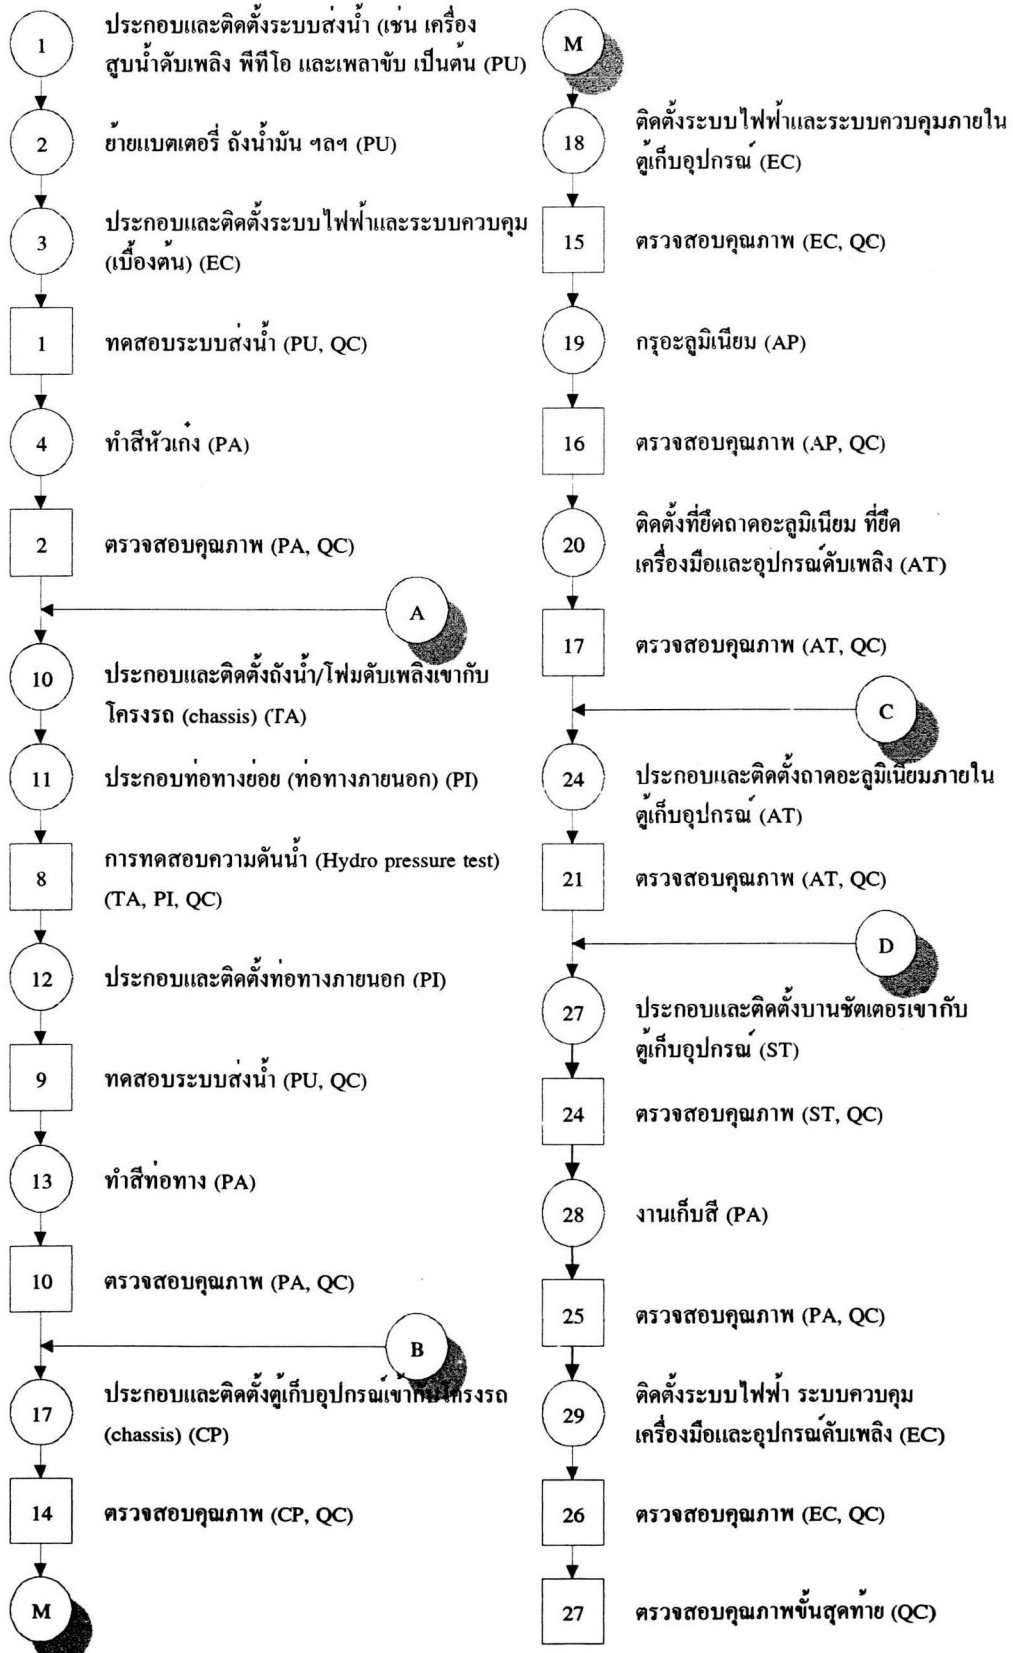 1
ประกอบและติดตั้งระบบส่งน้ำ (เช่น เครื่อง
สูบน้ำดับเพลิง พีทีโอ และเพลาขับ เป็นต้น (PU)
2
ย้ายแบตเตอรี่ ถังน้ำมัน ฯลฯ (PU)
3
ประกอบและติดตั้งระบบไฟฟ้าและระบบควบคุม
(เบื้องต้น) (EC)
1
ทดสอบระบบส่งน้ำ (PU, QC)
4
ทำสีหัวเก๋ง (PA)
2
ตรวจสอบคุณภาพ (PA, QC)
A
10
ประกอบและติดตั้งถังน้ำ/โฟมดับเพลิงเข้ากับ
โครงรถ (chassis) (TA)
11
ประกอบท่อทางย่อย (ท่อทางภายนอก) (PI)
8
การทดสอบความดันน้ำ (Hydro pressure test)
(TA, PI, QC)
12
ประกอบและติดตั้งท่อทางภายนอก (PI)
9
ทดสอบระบบส่งน้ำ (PU, QC)
13
ทำสีท่อทาง (PA)
10
ตรวจสอบคุณภาพ (PA, QC)
B
17
ประกอบและติดตั้งตู้เก็บอุปกรณ์เข้ากับโครงรถ
(chassis) (CP)
14
ตรวจสอบคุณภาพ (CP, QC)
M
M
18
ติดตั้งระบบไฟฟ้าและระบบควบคุมภายใน
ตู้เก็บอุปกรณ์ (EC)
15
ตรวจสอบคุณภาพ (EC, QC)
19
กรุอะลูมิเนียม (AP)
16
ตรวจสอบคุณภาพ (AP, QC)
20
ติดตั้งที่ยึดถาดอะลูมิเนียม ที่ยึด
เครื่องมือและอุปกรณ์ดับเพลิง (AT)
17
ตรวจสอบคุณภาพ (AT, QC)
C
24
ประกอบและติดตั้งถาดอะลูมิเนียมภายใน
ตู้เก็บอุปกรณ์ (AT)
21
ตรวจสอบคุณภาพ (AT, QC)
D
27
ประกอบและติดตั้งบานชัตเตอร์เข้ากับ
ตู้เก็บอุปกรณ์ (ST)
24
ตรวจสอบคุณภาพ (ST, QC)
28
งานเก็บสี (PA)
25
ตรวจสอบคุณภาพ (PA, QC)
29
ติดตั้งระบบไฟฟ้า ระบบควบคุม
เครื่องมือและอุปกรณ์ดับเพลิง (EC)
26
ตรวจสอบคุณภาพ (EC, QC)
27
ตรวจสอบคุณภาพขั้นสุดท้าย (QC)